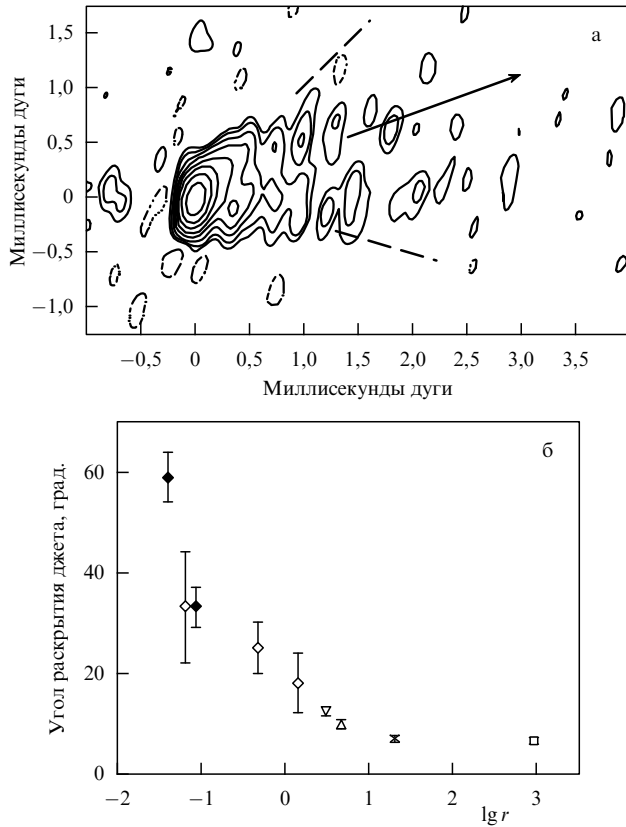 а
1,5
1,0
0,5
0
−0,5
−1,0
Миллисекунды дуги
−0,5 0 0,5 1,0 1,5 2,0 2,5 3,0 3,5
Миллисекунды дуги
б
60
40
20
0
Угол раскрытия джета, град.
−2 −1 0 1 2 3
lg r